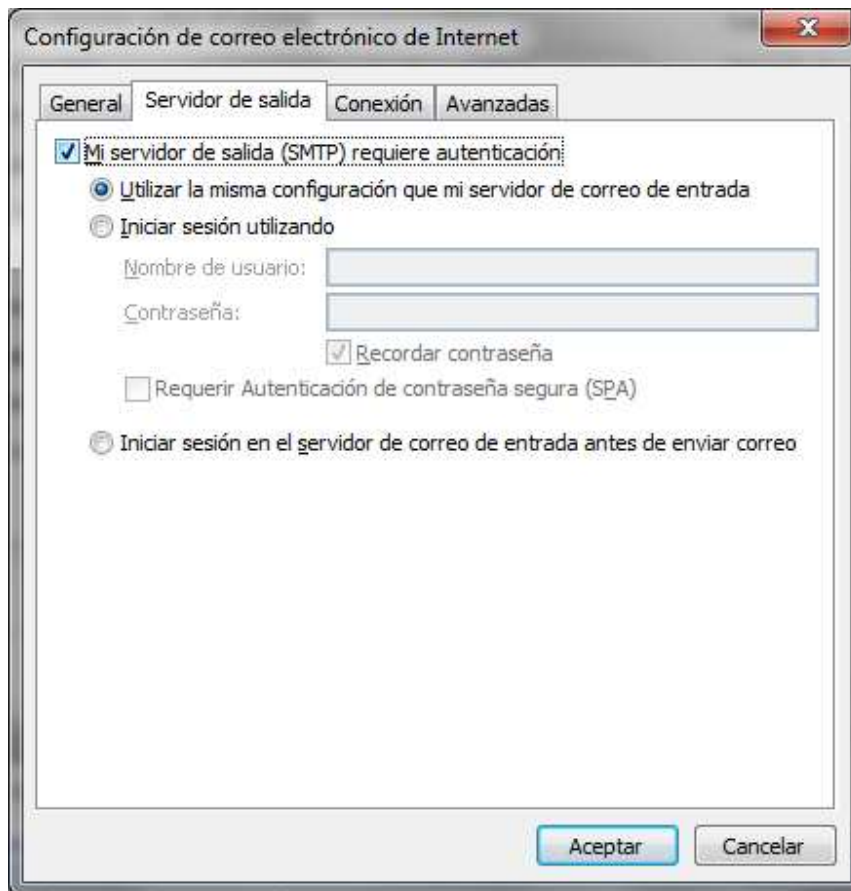 Configuración de correo electrónico de Internet
General Servidor de salida Conexión Avanzadas
Mi servidor de salida (SMTP) requiere autenticación
Utilizar la misma configuración que mi servidor de correo de entrada
Iniciar sesión utilizando
Nombre de usuario:
Contraseña:
Recordar contraseña
Requerir Autenticación de contraseña segura (SPA)
Iniciar sesión en el servidor de correo de entrada antes de enviar correo
Aceptar Cancelar